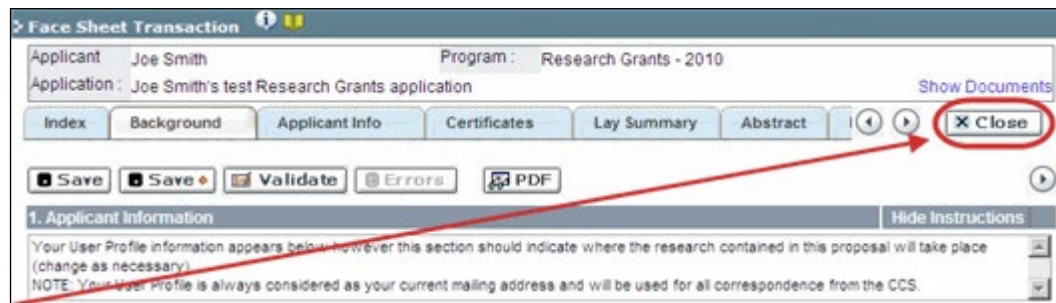 Face Sheet Transaction
Applicant Joe Smith Program : Research Grants - 2010
Application : Joe Smith's test Research Grants application Show Documents
Index Background Applicant Info Certificates Lay Summary Abstract Close
Save Save Validate Errors PDF
1. Applicant Information Hide Instructions
Your User Profile information appears below however this section should indicate where the research contained in this proposal will take place
(change as necessary)
NOTE: Your User Profile is always considered as your current mailing address and will be used for all correspondence from the CCS.